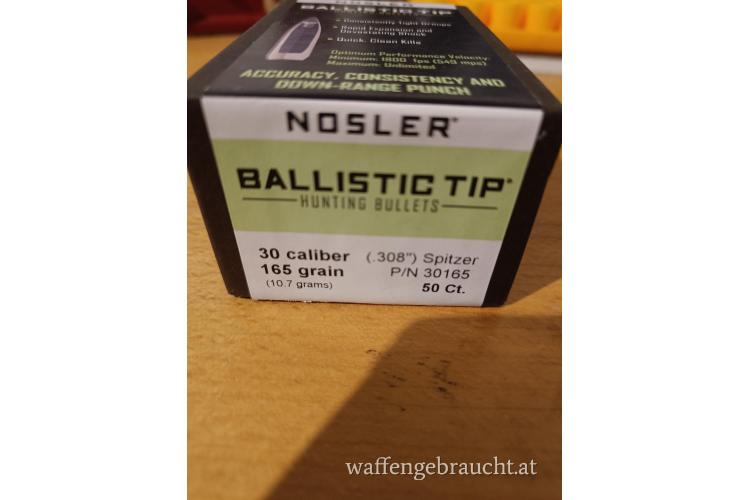 BALLISTIC TIP
• Consistently Tight Groups
• Rapid Expansion and
Devastating Shock
• Quick, Clean Kills
Optimum Performance Velocity:
Minimum: 1800 fps (549 mps)
Maximum: Unlimited
ACCURACY, CONSISTENCY AND
DOWN-RANGE PUNCH
NOSLER®
BALLISTIC TIP®
HUNTING BULLETS
30 caliber (.308") Spitzer
165 grain P/N 30165
(10.7 grams) 50 Ct.
waffengebraucht.at